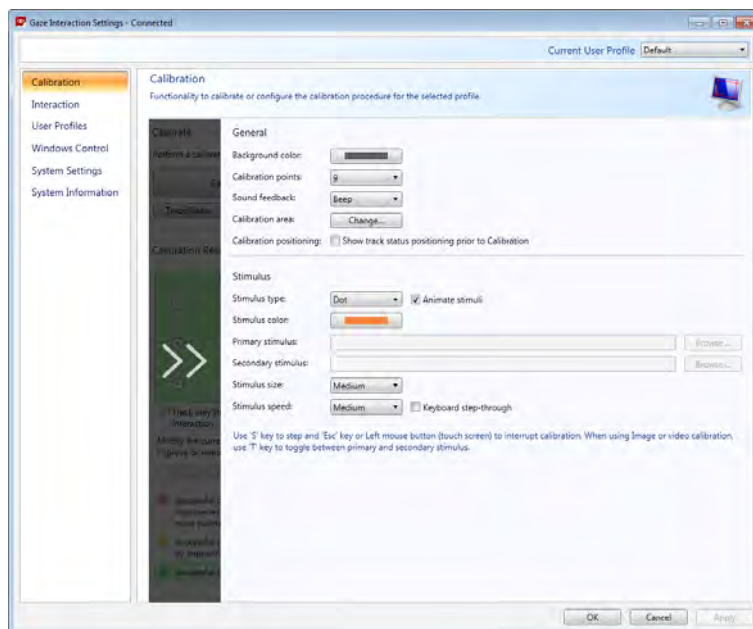 Gaze Interaction Settings - Connected
Current User Profile Default
Calibration
Interaction
User Profiles
Windows Control
System Settings
System Information
Calibration
Functionality to calibrate or configure the calibration procedure for the selected profile.
Calibrate
General
Background color:
Calibration points: 9
Sound feedback: Beep
Calibration area: Change...
Calibration positioning: Show track status positioning prior to Calibration
Stimulus
Stimulus type: Dot Animate stimuli
Stimulus color:
Primary stimulus: Browse...
Secondary stimulus: Browse...
Stimulus size: Medium
Stimulus speed: Medium Keyboard step-through
Use 'S' key to step and 'Esc' key or Left mouse button (touch screen) to interrupt calibration. When using Image or video calibration,
use 'T' key to toggle between primary and secondary stimulus.
OK Cancel Apply